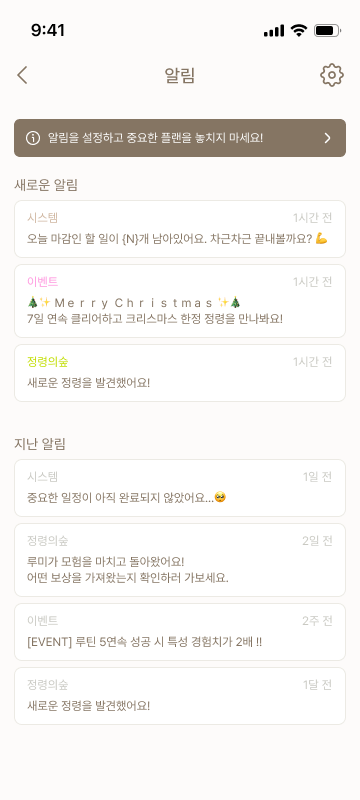 9:41
알림
알림을 설정하고 중요한 플랜을 놓치지 마세요!
새로운 알림
시스템 1시간 전
오늘 마감인 할 일이 {N}개 남아있어요. 차근차근 끝내볼까요? 💪
이벤트 1시간 전
🎄✨ M e r r y C h r i s t m a s ✨🎄
7일 연속 클리어하고 크리스마스 한정 정령을 만나봐요!
정령의숲 1시간 전
새로운 정령을 발견했어요!
지난 알림
시스템 1일 전
중요한 일정이 아직 완료되지 않았어요...🥹
정령의숲 2일 전
루미가 모험을 마치고 돌아왔어요!
어떤 보상을 가져왔는지 확인하러 가보세요.
이벤트 2주 전
[EVENT] 루틴 5연속 성공 시 특성 경험치가 2배 !!
정령의숲 1달 전
새로운 정령을 발견했어요!